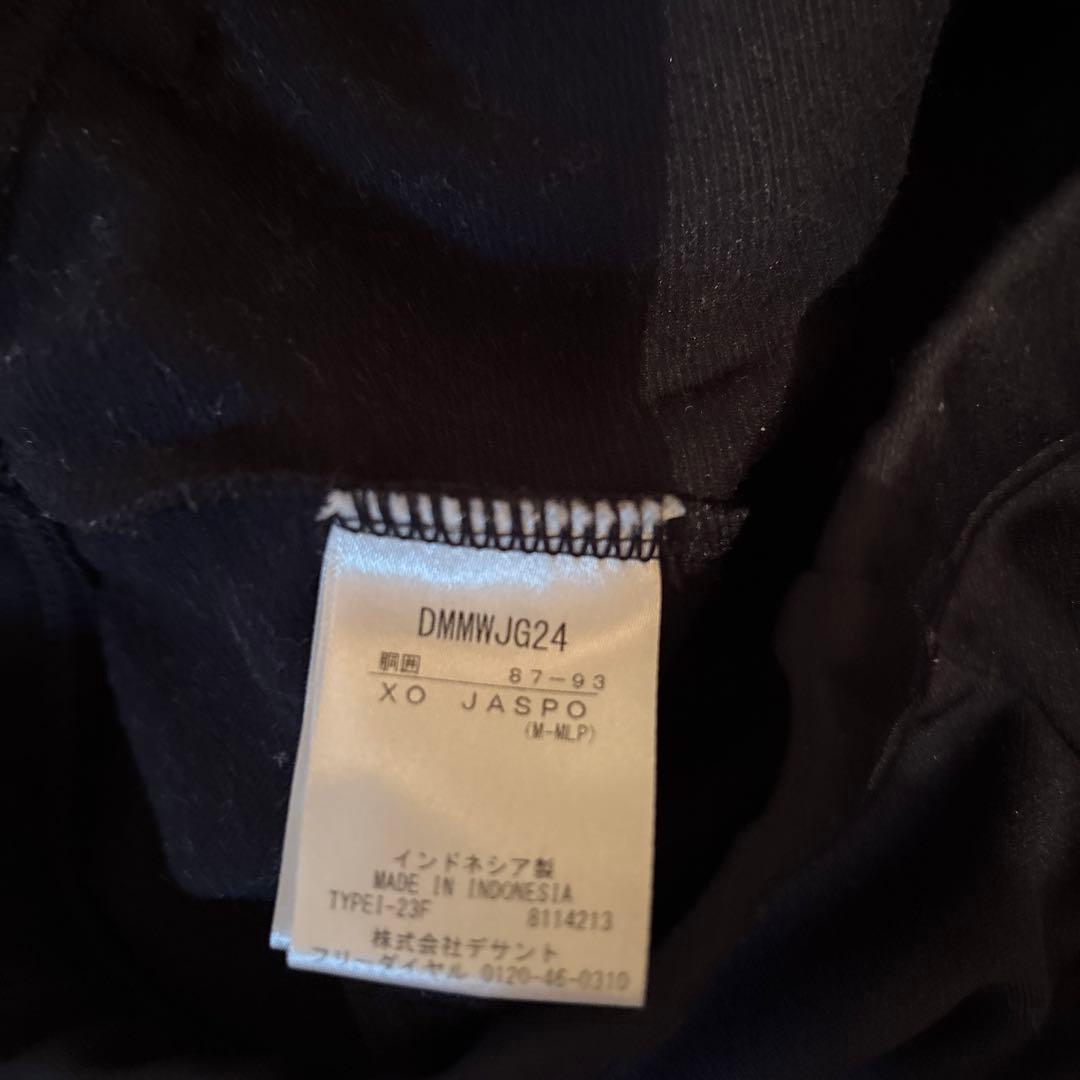 DMMWJG24
胴囲 87-93
XO JASPO
(M-MLP)
インドネシア製
MADE IN INDONESIA
TYPEI-23F 8114213
株式会社デサント
フリーダイヤル 0120-46-0310